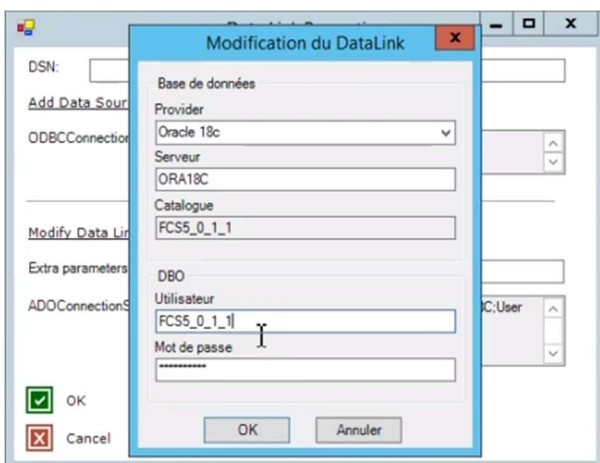 Modification du DataLink
DSN:
Base de données
Add Data Sour
Provider
Oracle 18c
ODBCConnection
Serveur
ORA18C
Catalogue
FCS5_0_1_1
Modify Data Lin
Extra parameters
DBO
Utilisateur
ADOConnectionS
C;User
FCS5_0_1_1
Mot de passe
**********
OK
OK
Annuler
Cancel